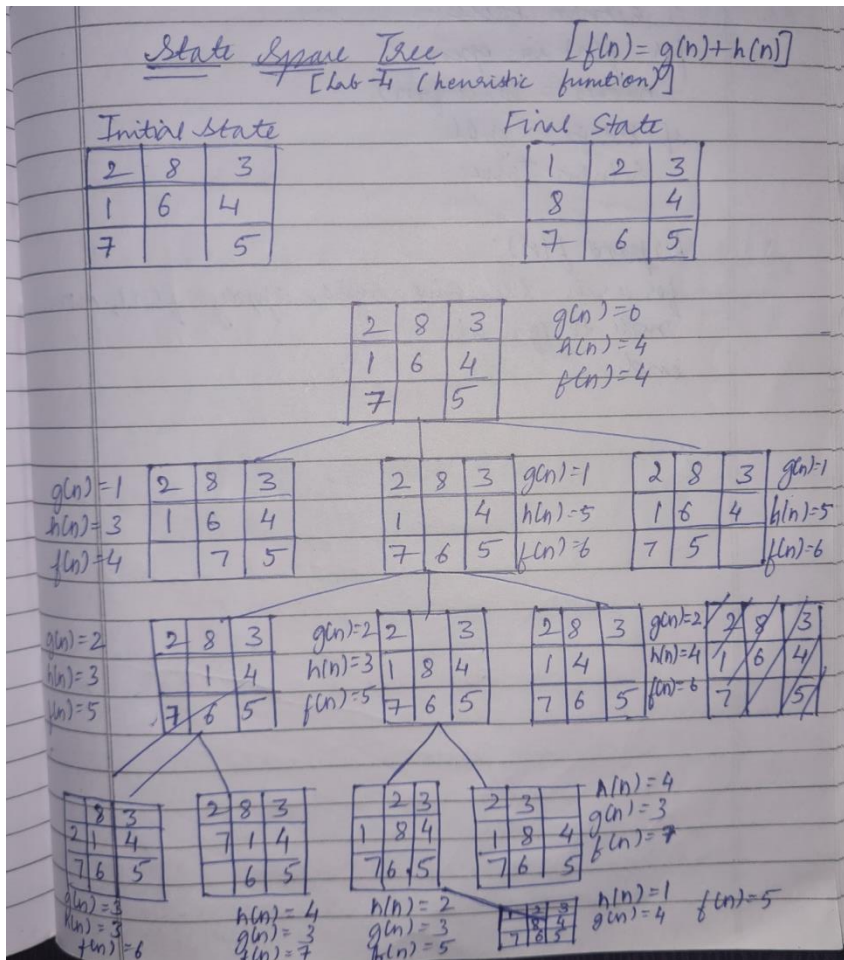 State Space Tree [f(n) = g(n) + h(n)]
[Lab-4 (heuristic function)]
Initial State Final State
2 8 3
1 6 4
7 5
1 2 3
8 4
7 6 5
2 8 3
1 6 4
7 5
g(n)=0
h(n)=4
f(n)=4
g(n)=1
h(n)=3
f(n)=4
2 8 3
1 6 4
7 5
2 8 3
1 4
7 6 5
g(n)=1
h(n)=5
f(n)=6
2 8 3
1 6 4
7 5
g(n)=1
h(n)=5
f(n)=6
g(n)=2
h(n)=3
f(n)=5
2 8 3
1 4
7 6 5
g(n)=2
h(n)=3
f(n)=5
2 3
1 8 4
7 6 5
2 8 3
1 4
7 6 5
g(n)=2
h(n)=4
f(n)=6
2 8 3
1 6 4
7 5
8 3
2 1 4
7 6 5
g(n)=3
h(n)=3
f(n)=6
2 8 3
7 1 4
6 5
h(n)=4
g(n)=3
f(n)=7
2 3
1 8 4
7 6 5
h(n)=2
g(n)=3
h(n)=5
2 3
1 8 4
7 6 5
h(n)=4
g(n)=3
f(n)=7
1 2 3
8 4
7 6 5
h(n)=1
g(n)=4
f(n)=5